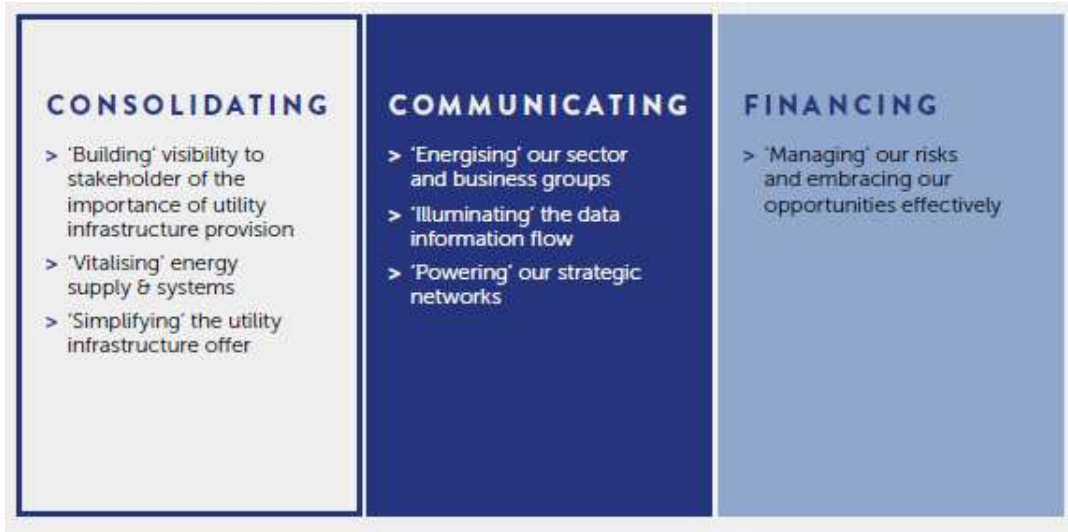 CONSOLIDATING
> 'Building' visibility to
stakeholder of the
importance of utility
infrastructure provision
> 'Vitalising' energy
supply & systems
> 'Simplifying' the utility
infrastructure offer
COMMUNICATING
> 'Energising' our sector
and business groups
> 'Illuminating' the data
information flow
> 'Powering' our strategic
networks
FINANCING
> 'Managing' our risks
and embracing our
opportunities effectively